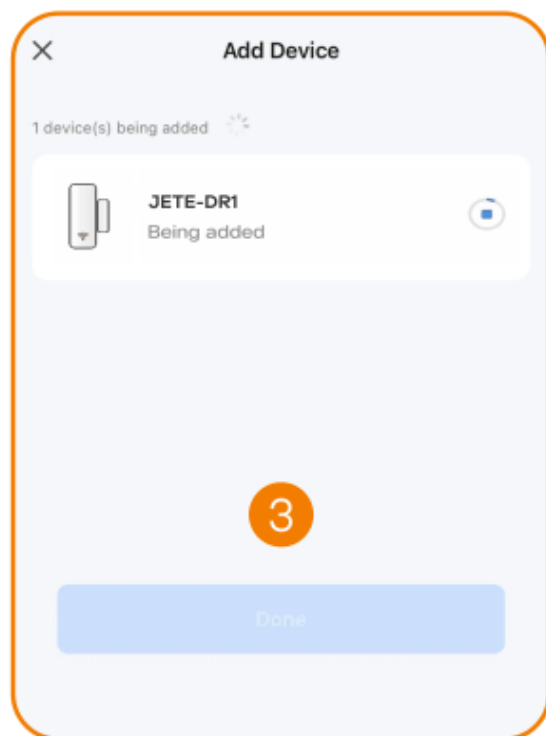 Add Device
1 device(s) being added
JETE-DR1
Being added
3
Done